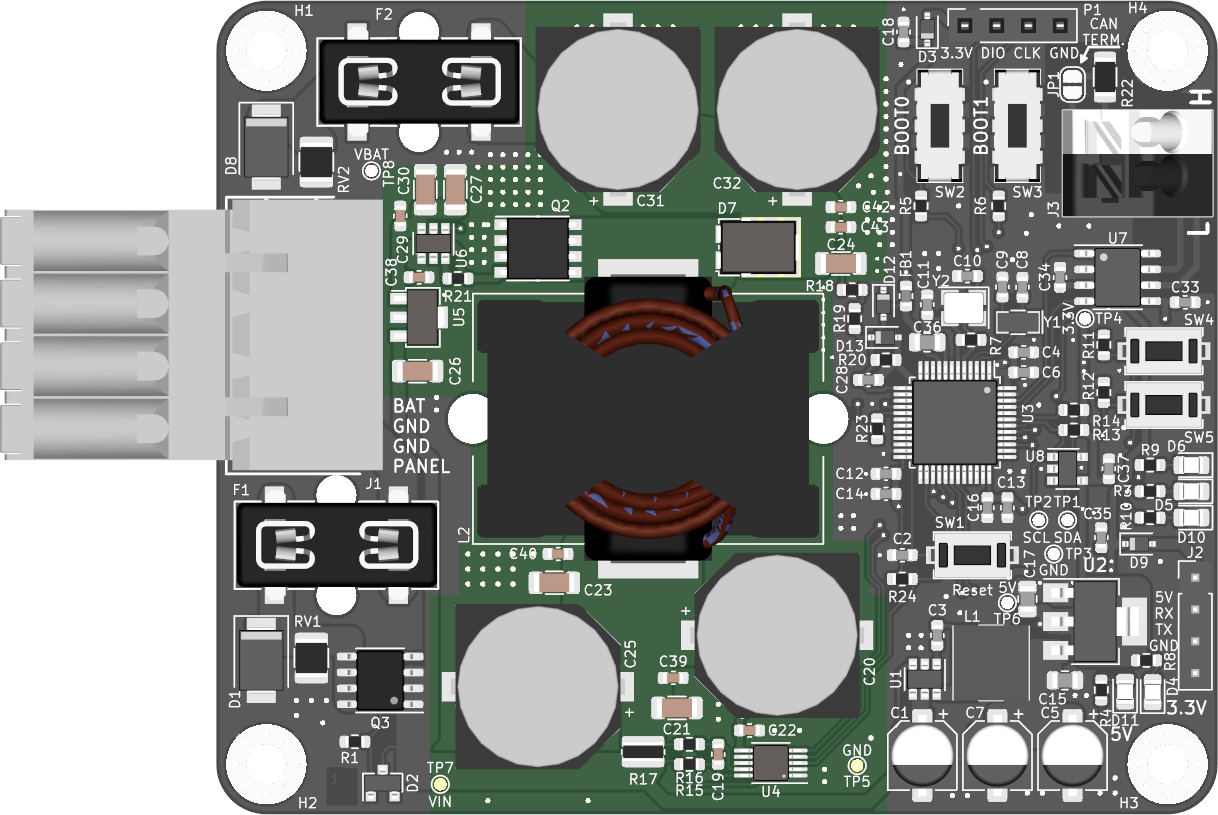 H1
F2
C18
D3
3.3V DIO CLK GND
P1
CAN
TERM
H4
JP1
R22
H
BOOT0
BOOT1
D8
RV2
VBAT
TP8
C30
C27
C31
+
C32
+
SW2
SW3
R5
R6
J3
L
C29
U6
Q2
D7
C42
C43
C24
C38
R21
U5
C26
R18
R19
D12
FB1
C11
Y2
C10
C9
C8
C34
U7
C33
3.3V
TP4
SW4
D13
R20
C28
C36
R7
Y1
C4
C6
R11
R12
R14
R13
SW5
BAT
GND
GND
PANEL
R23
U3
C12
C14
C16
C13
U8
C37
R9
D6
R3
D5
R10
D10
F1
J1
L2
TP2
TP1
SCL
SDA
TP3
GND
C35
U2
D9
J2
SW1
Reset
C2
R24
C17
5V
TP6
C40
C23
5V
RX
TX
GND
RV1
D1
Q3
C25
+
C39
C21
+
C20
C3
L1
U1
R8
D4
C15
R4
D11
5V
3.3V
C1
+
C7
+
C5
+
R1
1
D2
H2
TP7
VIN
R17
R16
R15
C19
C22
U4
GND
TP5
H3